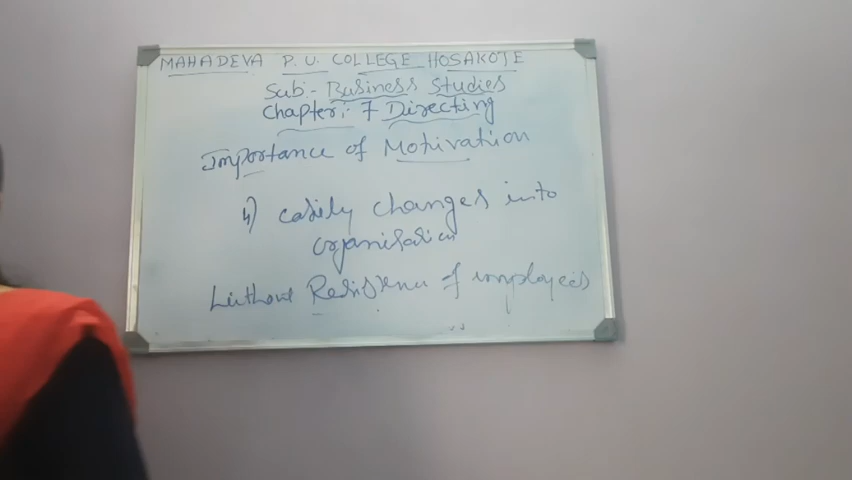 MAHADEVA P.U. COLLEGE HOSAKOTE
Sub:- Business Studies
Chapter: 7 Directing
Importance of Motivation
4) easily changes into
organisation
without Resistence of employees